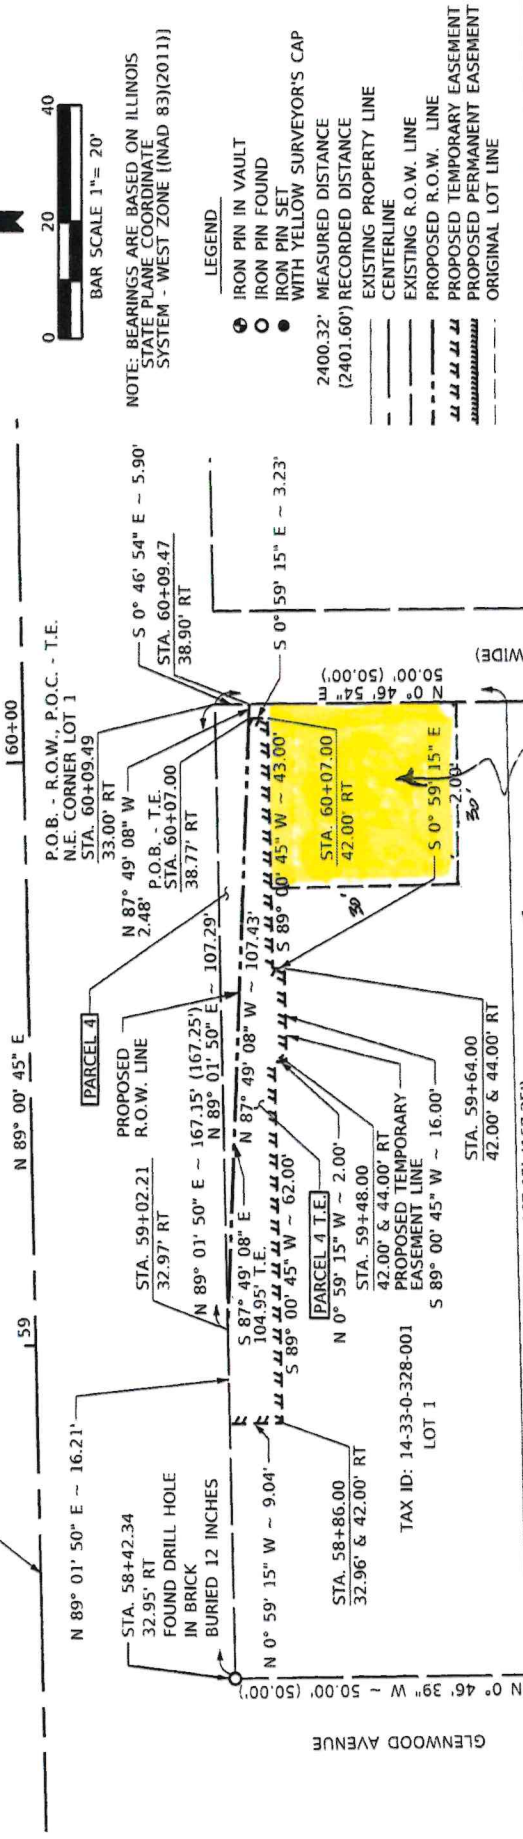 60+00
N 89° 00' 45" E
59
0
20
40
BAR SCALE 1"= 20'
NOTE: BEARINGS ARE BASED ON ILLINOIS
STATE PLANE COORDINATE
SYSTEM - WEST ZONE [(NAD 83)(2011)]
LEGEND
IRON PIN IN VAULT
IRON PIN FOUND
IRON PIN SET
WITH YELLOW SURVEYOR'S CAP
2400.32' MEASURED DISTANCE
(2401.60') RECORDED DISTANCE
EXISTING PROPERTY LINE
CENTERLINE
EXISTING R.O.W. LINE
PROPOSED R.O.W. LINE
PROPOSED TEMPORARY EASEMENT
PROPOSED PERMANENT EASEMENT
ORIGINAL LOT LINE
P.O.B. - R.O.W., P.O.C. - T.E.
N.E. CORNER LOT 1
STA. 60+09.49
33.00' RT
N 87° 49' 08" W
2.48'
P.O.B. - T.E.
STA. 60+07.00
38.77' RT
S 0° 46' 54" E ~ 5.90'
STA. 60+09.47
38.90' RT
S 0° 59' 15" E ~ 3.23'
PARCEL 4
PROPOSED
R.O.W. LINE
STA. 59+02.21
32.97' RT
N 89° 01' 50" E ~ 16.21'
STA. 58+42.34
32.95' RT
FOUND DRILL HOLE
IN BRICK
BURIED 12 INCHES
N 89° 01' 50" E ~ 167.15' (167.25')
N 89° 01' 50" E ~ 107.29'
N 87° 49' 08" W ~ 107.43'
S 87° 49' 08" E
104.95' T.E.
S 89° 00' 45" W ~ 62.00'
S 89° 00' 45" W ~ 43.00'
STA. 60+07.00
42.00' RT
N 0° 46' 54" E
50.00' (50.00')
WIDE)
PARCEL 4 T.E.
N 0° 59' 15" W ~ 2.00'
STA. 59+48.00
42.00' & 44.00' RT
PROPOSED TEMPORARY
EASEMENT LINE
S 89° 00' 45" W ~ 16.00'
S 0° 59' 15" E
2.00'
30'
30'
STA. 59+64.00
42.00' & 44.00' RT
N 0° 59' 15" W ~ 9.04'
STA. 58+86.00
32.96' & 42.00' RT
TAX ID: 14-33-0-328-001
LOT 1
N 0° 46' 39" W ~ 50.00' (50.00')
GLENWOOD AVENUE